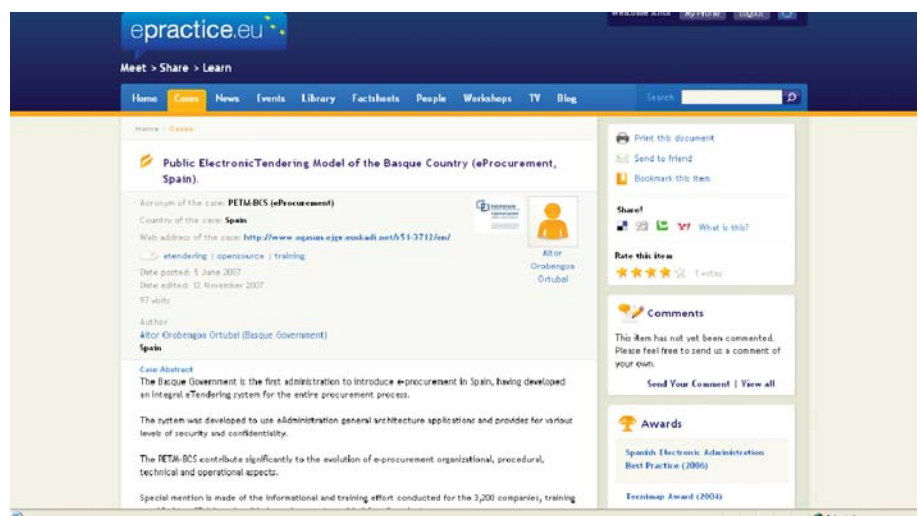 epractice.eu
Welcome Aitor My Profile Logout
Meet > Share > Learn
Home Cases News Events Library Factsheets People Workshops TV Blog
Search
Home > Cases
Public ElectronicTendering Model of the Basque Country (eProcurement,
Spain).
Acronym of the case: PETM-BCS (eProcurement)
Country of the case: Spain
Web address of the case:
etendering | opensource | training
Date posted: 5 June 2007
Date edited: 12 November 2007
97 visits
Aitor
Orobengoa
Ortubai
Author
Aitor Orobengoa Ortubai (Basque Government)
Spain
Case Abstract
The Basque Government is the first administration to introduce e-procurement in Spain, having developed
an integral eTendering system for the entire procurement process.
The system was developed to use eAdministration general architecture applications and provides for various
levels of security and confidentiality.
The PETM-BCS contribute significantly to the evolution of e-procurement organizational, procedural,
technical and operational aspects.
Special mention is made of the informational and training effort conducted for the 3,200 companies, training
Print this document
Send to friend
Bookmark this item
Share!
What is this?
Rate this item
1 votes
Comments
This item has not yet been commented.
Please feel free to send us a comment of
your own.
Send Your Comment | View all
Awards
Spanish Electronic Administration
Best Practice (2006)
Tecnimap Award (2004)